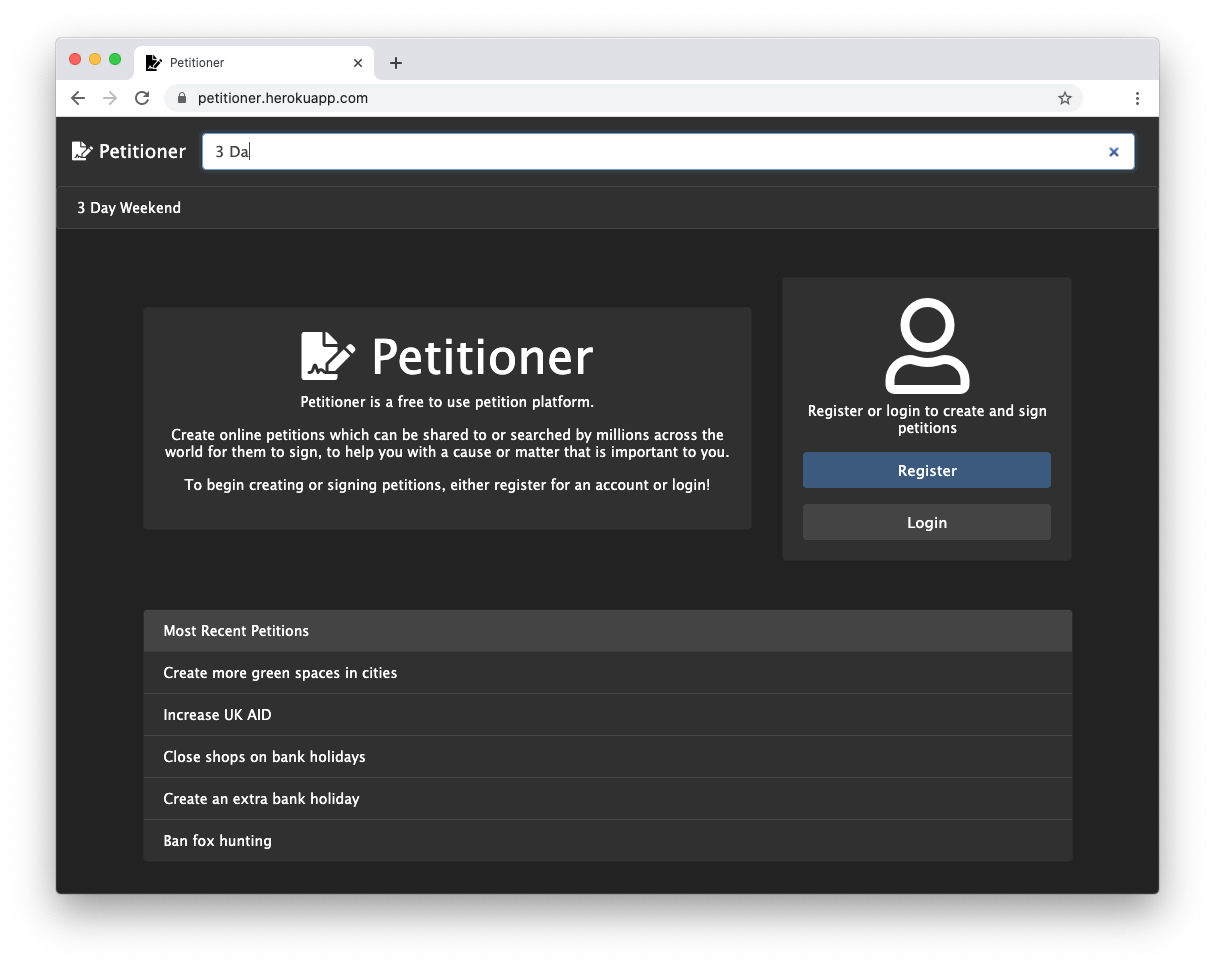 Petitioner
petitioner.herokuapp.com
Petitioner
3 Da
3 Day Weekend
Petitioner
Petitioner is a free to use petition platform.
Create online petitions which can be shared to or searched by millions across the
world for them to sign, to help you with a cause or matter that is important to you.
To begin creating or signing petitions, either register for an account or login!
Register or login to create and sign
petitions
Register
Login
Most Recent Petitions
Create more green spaces in cities
Increase UK AID
Close shops on bank holidays
Create an extra bank holiday
Ban fox hunting